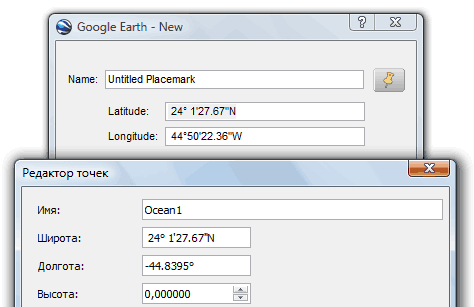 Google Earth - New
Name: Untitled Placemark
Latitude: 24° 1'27.67"N
Longitude: 44°50'22.36"W
Редактор точек
Имя: Ocean1
Широта: 24° 1'27.67"N
Долгота: -44.8395°
Высота: 0,000000